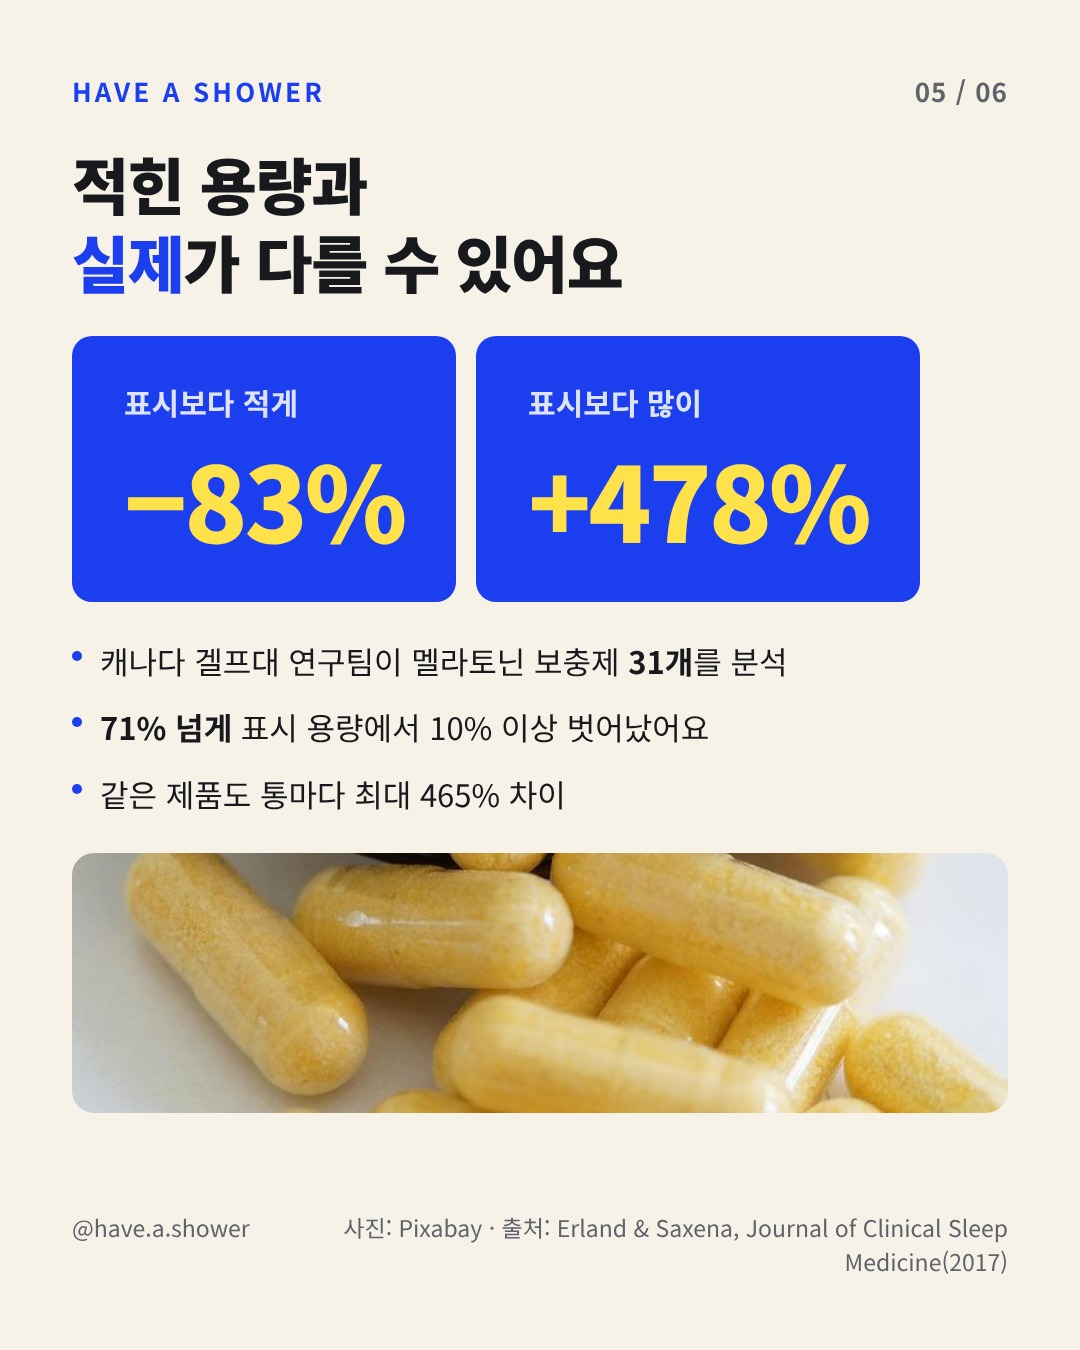 HAVE A SHOWER
05 / 06
적힌 용량과
실제가 다를 수 있어요
표시보다 적게
−83%
표시보다 많이
+478%
• 캐나다 겔프대 연구팀이 멜라토닌 보충제 31개를 분석
• 71% 넘게 표시 용량에서 10% 이상 벗어났어요
• 같은 제품도 통마다 최대 465% 차이
@have.a.shower
사진: Pixabay · 출처: Erland & Saxena, Journal of Clinical Sleep
Medicine(2017)